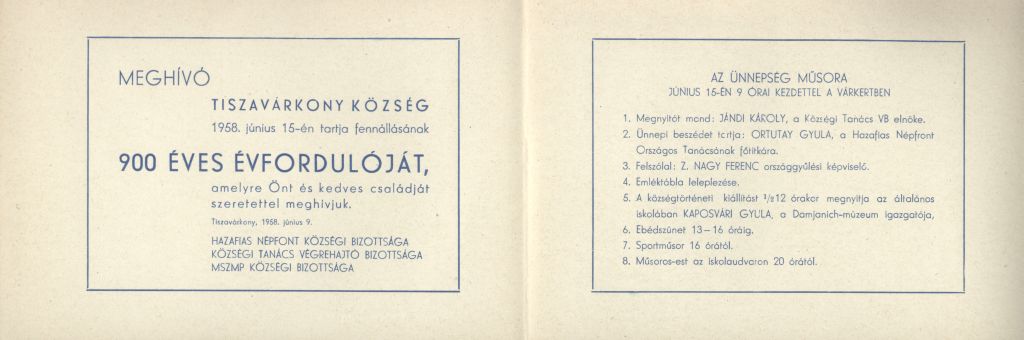 MEGHÍVÓ
TISZAVÁRKONY KÖZSÉG
1958. június 15-én tartja fennállásának
900 ÉVES ÉVFORDULÓJÁT,
amelyre Önt és kedves családját
szeretettel meghivjuk.
Tiszavárkony, 1958. június 9.
HAZAFIAS NÉPFONT KÖZSÉGI BIZOTTSÁGA
KÖZSÉGI TANÁCS VÉGREHAJTÓ BIZOTTSÁGA
MSZMP KÖZSÉGI BIZOTTSÁGA
AZ ÜNNEPSÉG MŰSORA
JÚNIUS 15-ÉN 9 ÓRAI KEZDETTEL A VÁRKERTBEN
1. Megnyitót mond: JÁNDI KÁROLY, a Községi Tanács VB elnöke.
2. Ünnepi beszédet tartja: ORTUTAY GYULA, a Hazafias Népfront
Országos Tanácsának főtitkára.
3. Felszólal: Z. NAGY FERENC országgyűlési képviselő.
4. Emléktábla leleplezése.
5. A községtörténeti kiállitást 1/2 12 órakor megnyitja az általános
iskolában KAPOSVÁRI GYULA, a Damjanich-múzeum igazgatója,
6. Ebédszünet 13–16 óráig.
7. Sportműsor 16 órától.
8. Műsoros-est az iskolaudvaron 20 órától.